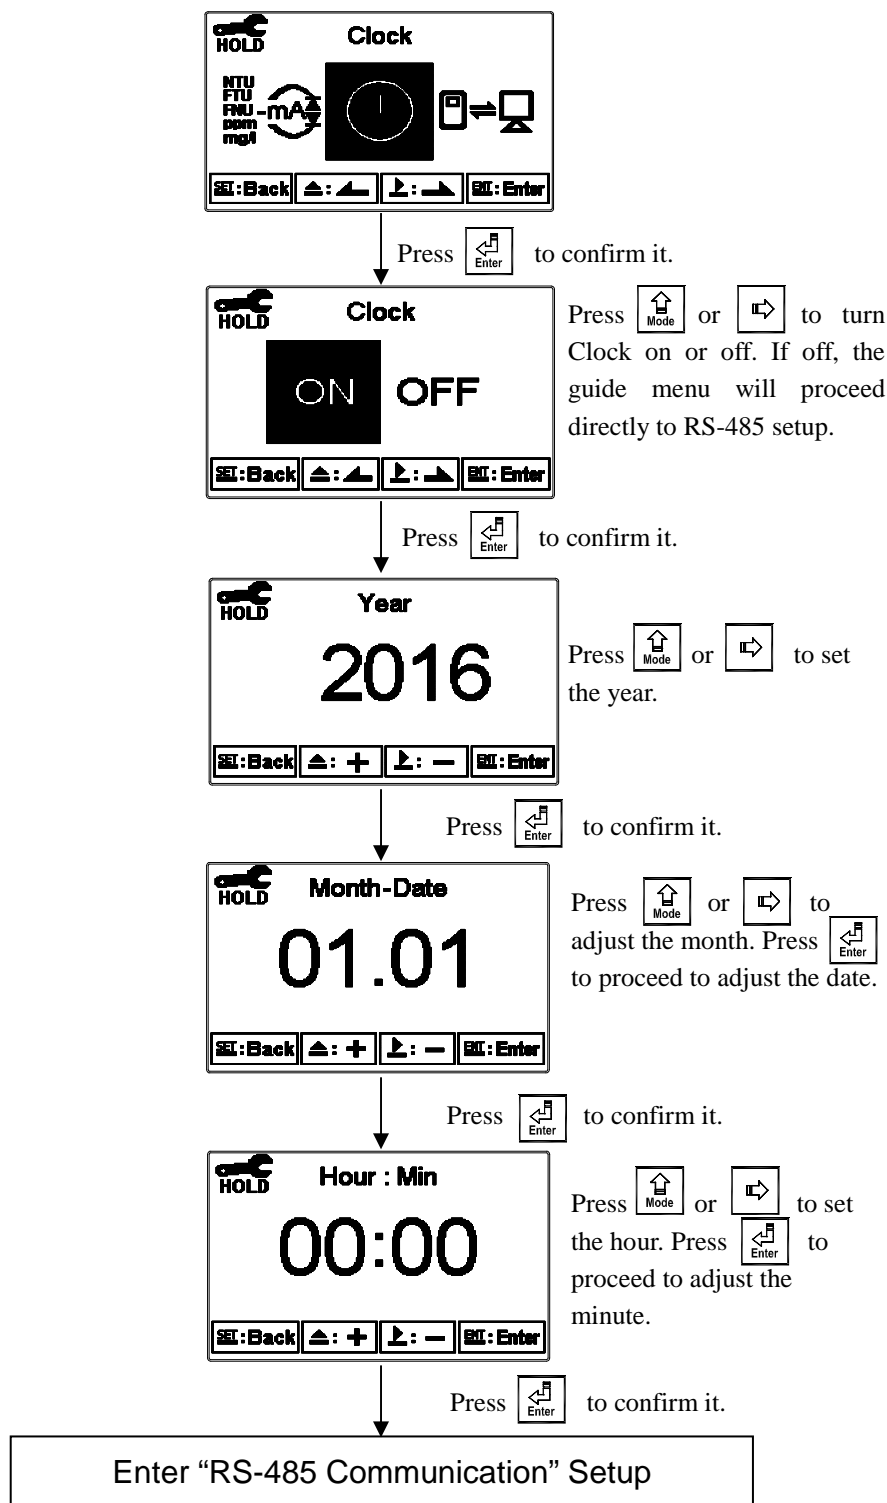 HOLD
Clock
NTU
FTU
FNU
ppm
mg/l
mA
SET:Back
ENT:Enter
Press Enter to confirm it.
HOLD
Clock
ON OFF
SET:Back
ENT:Enter
Press Mode or to turn
Clock on or off. If off, the
guide menu will proceed
directly to RS-485 setup.
Press Enter to confirm it.
HOLD
Year
2016
SET:Back : + : − ENT:Enter
Press Mode or to set
the year.
Press Enter to confirm it.
HOLD
Month-Date
01.01
SET:Back : + : − ENT:Enter
Press Mode or to
adjust the month. Press Enter
to proceed to adjust the date.
Press Enter to confirm it.
HOLD
Hour : Min
00:00
SET:Back : + : − ENT:Enter
Press Mode or to set
the hour. Press Enter to
proceed to adjust the
minute.
Press Enter to confirm it.
Enter “RS-485 Communication” Setup